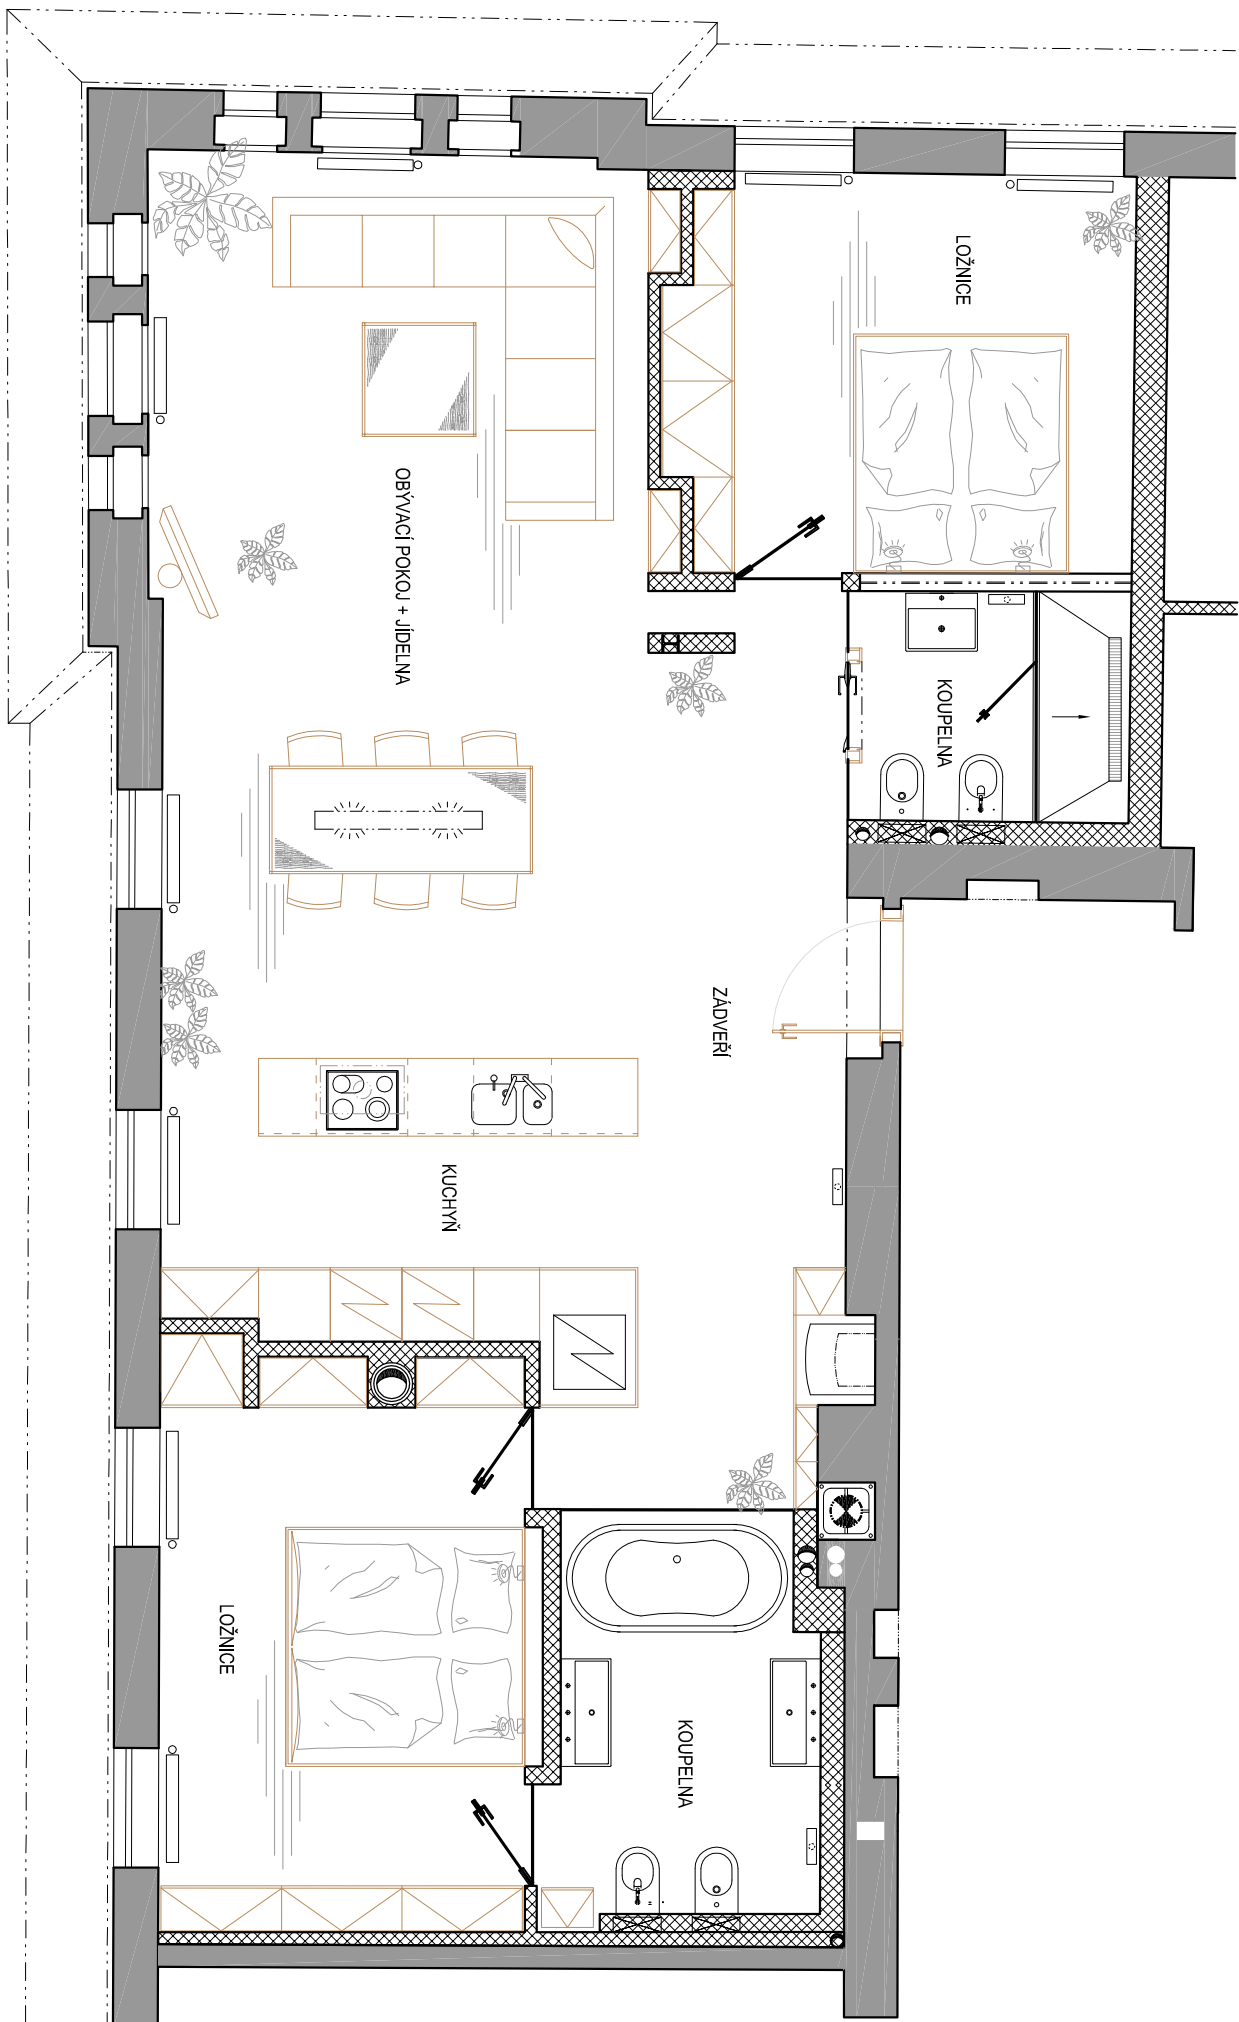 LOŽNICE
OBÝVACÍ POKOJ + JÍDELNA
KOUPELNA
ZÁDVEŘÍ
KUCHYŇ
LOŽNICE
KOUPELNA